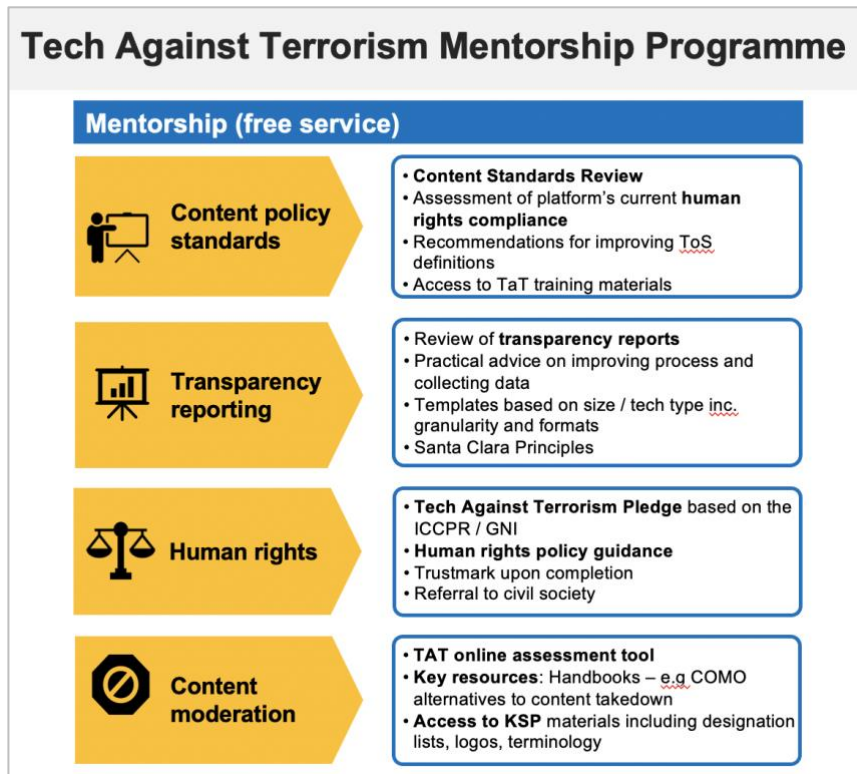 Tech Against Terrorism Mentorship Programme
Mentorship (free service)
Content policy
standards
• Content Standards Review
• Assessment of platform's current human
rights compliance
• Recommendations for improving ToS
definitions
• Access to TaT training materials
Transparency
reporting
• Review of transparency reports
• Practical advice on improving process and
collecting data
• Templates based on size / tech type inc.
granularity and formats
• Santa Clara Principles
Human rights
• Tech Against Terrorism Pledge based on the
ICCPR / GNI
• Human rights policy guidance
• Trustmark upon completion
• Referral to civil society
Content
moderation
• TAT online assessment tool
• Key resources: Handbooks – e.g COMO
alternatives to content takedown
• Access to KSP materials including designation
lists, logos, terminology